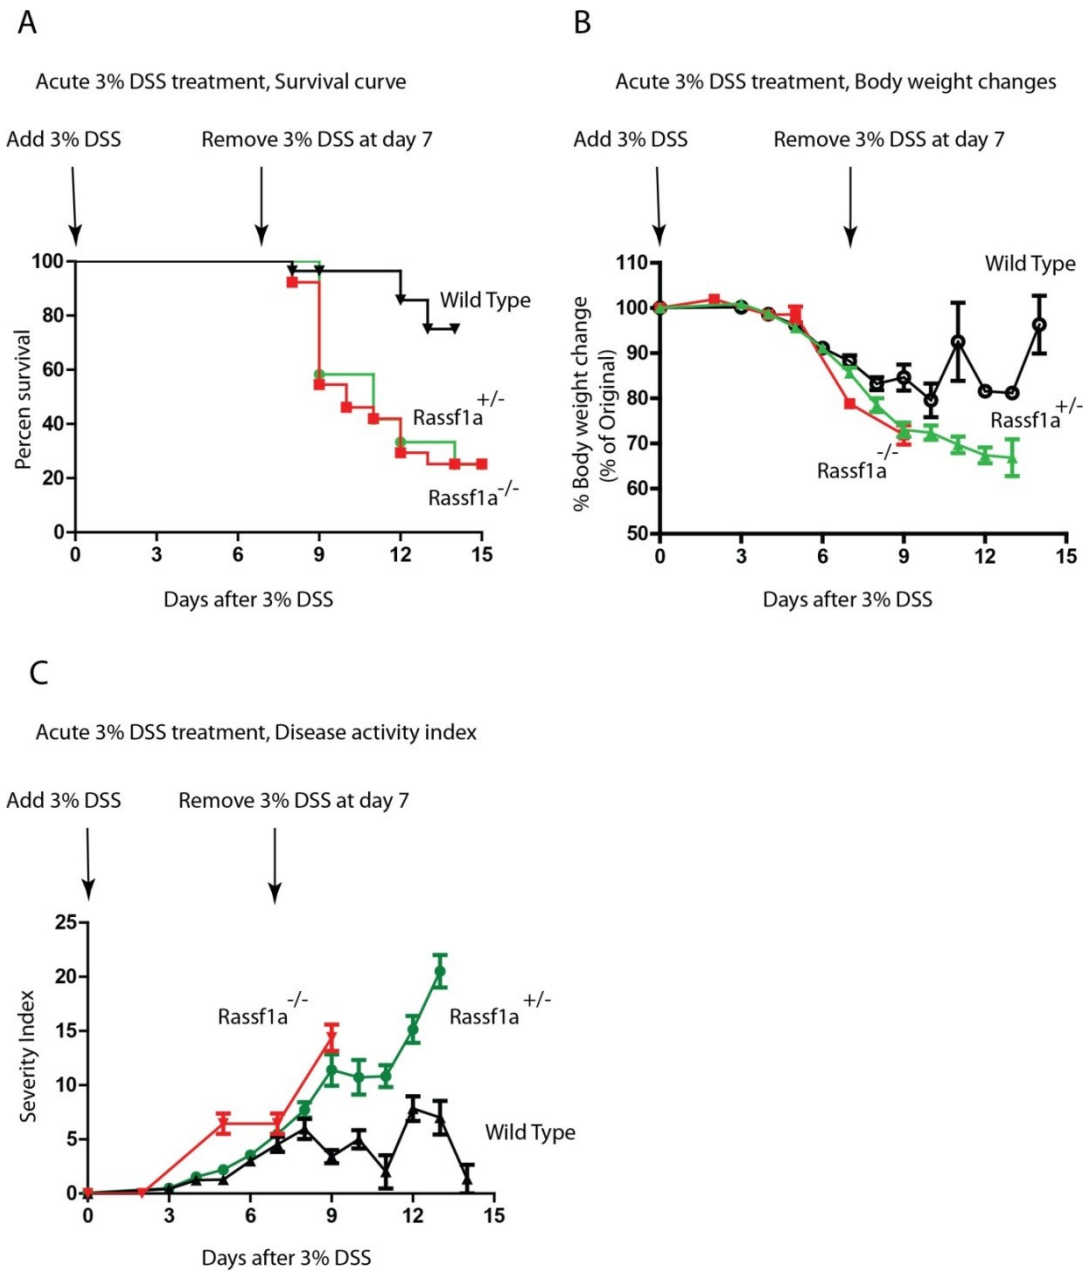 A
Acute 3% DSS treatment, Survival curve
Add 3% DSS
Remove 3% DSS at day 7
100
80
60
40
20
0
Percen survival
Wild Type
Rassf1a+/-
Rassf1a-/-
0 3 6 9 12 15
Days after 3% DSS
B
Acute 3% DSS treatment, Body weight changes
Add 3% DSS
Remove 3% DSS at day 7
110
100
90
80
70
60
50
% Body weight change
(% of Original)
Wild Type
Rassf1a+/-
Rassf1a-/-
0 3 6 9 12 15
Days after 3% DSS
C
Acute 3% DSS treatment, Disease activity index
Add 3% DSS
Remove 3% DSS at day 7
25
20
15
10
5
0
Severity Index
Rassf1a-/-
Rassf1a+/-
Wild Type
0 3 6 9 12 15
Days after 3% DSS